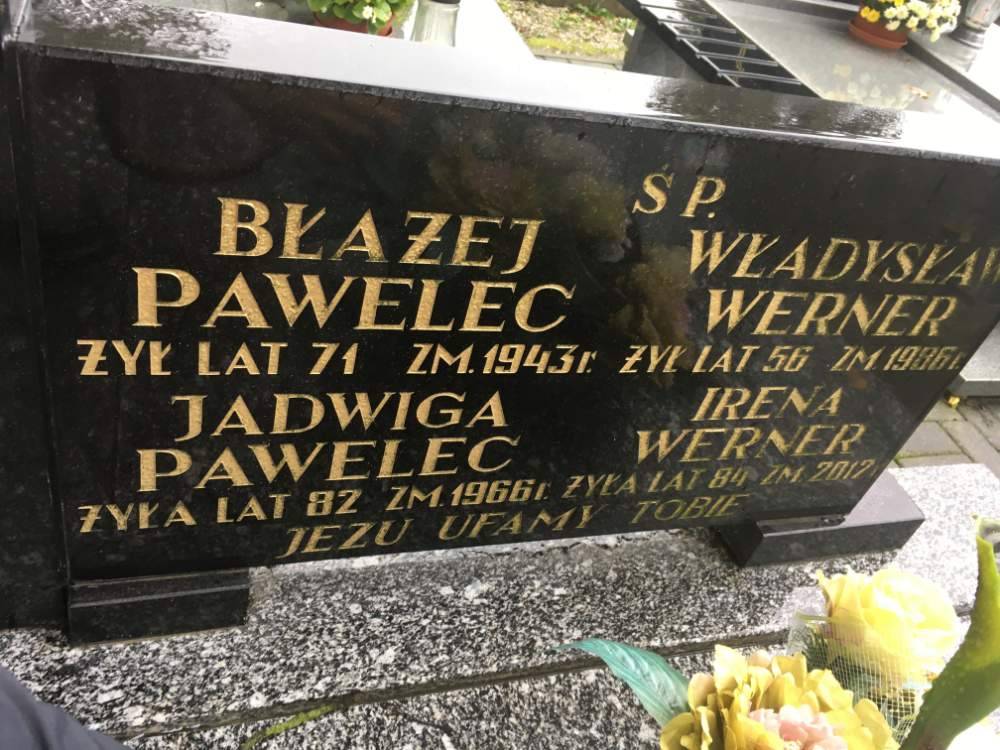 Ś P.
BŁAŻEJ
PAWELEC
ŻYŁ LAT 71 ZM.1943r.
JADWIGA
PAWELEC
ŻYŁA LAT 82 ZM.1966r.
WŁADYSŁAW
WERNER
ŻYŁ LAT 56 ZM.1986r.
IRENA
WERNER
ŻYŁA LAT 84 ZM.2012r.
JEZU UFAMY TOBIE